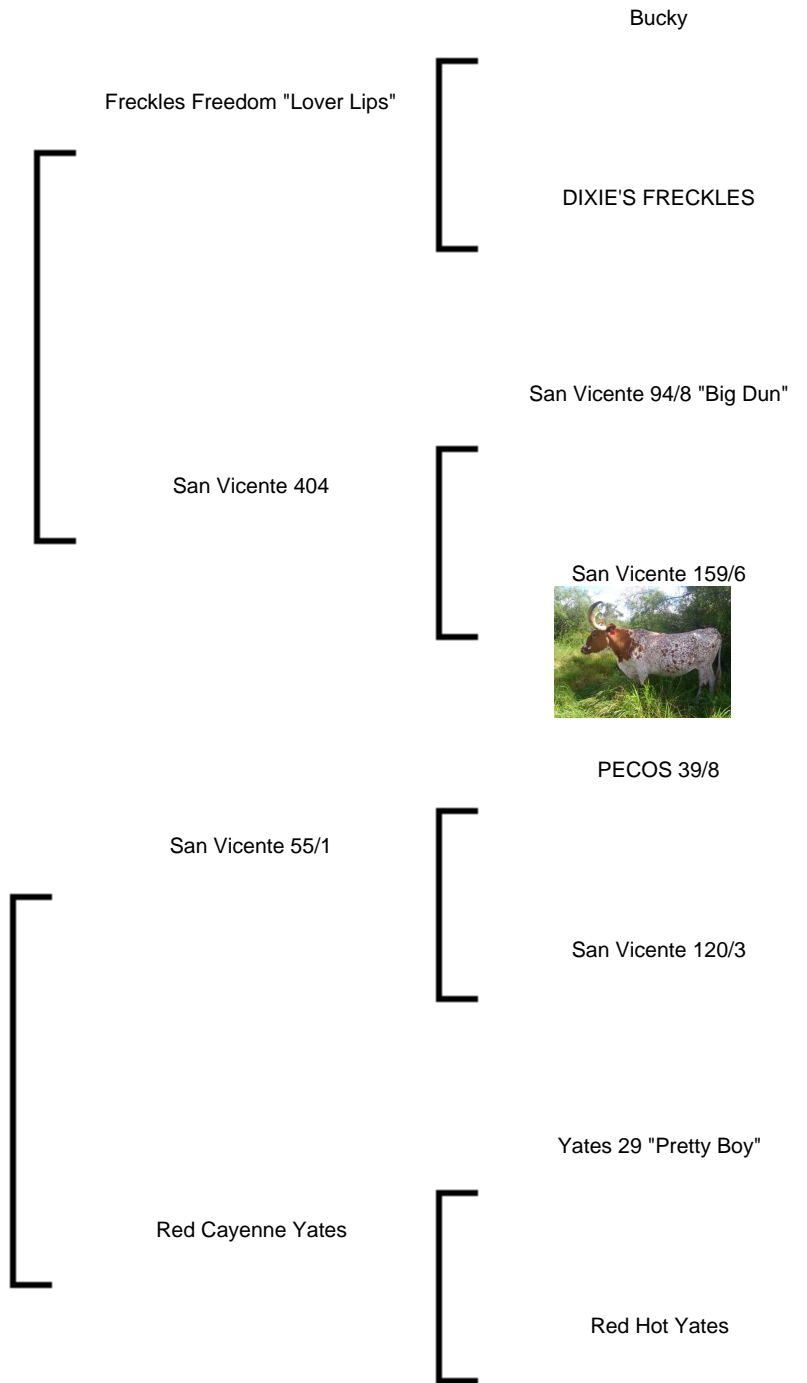 Bucky
Freckles Freedom "Lover Lips"
DIXIE'S FRECKLES
San Vicente 94/8 "Big Dun"
San Vicente 404
San Vicente 159/6
PECOS 39/8
San Vicente 55/1
San Vicente 120/3
Yates 29 "Pretty Boy"
Red Cayenne Yates
Red Hot Yates